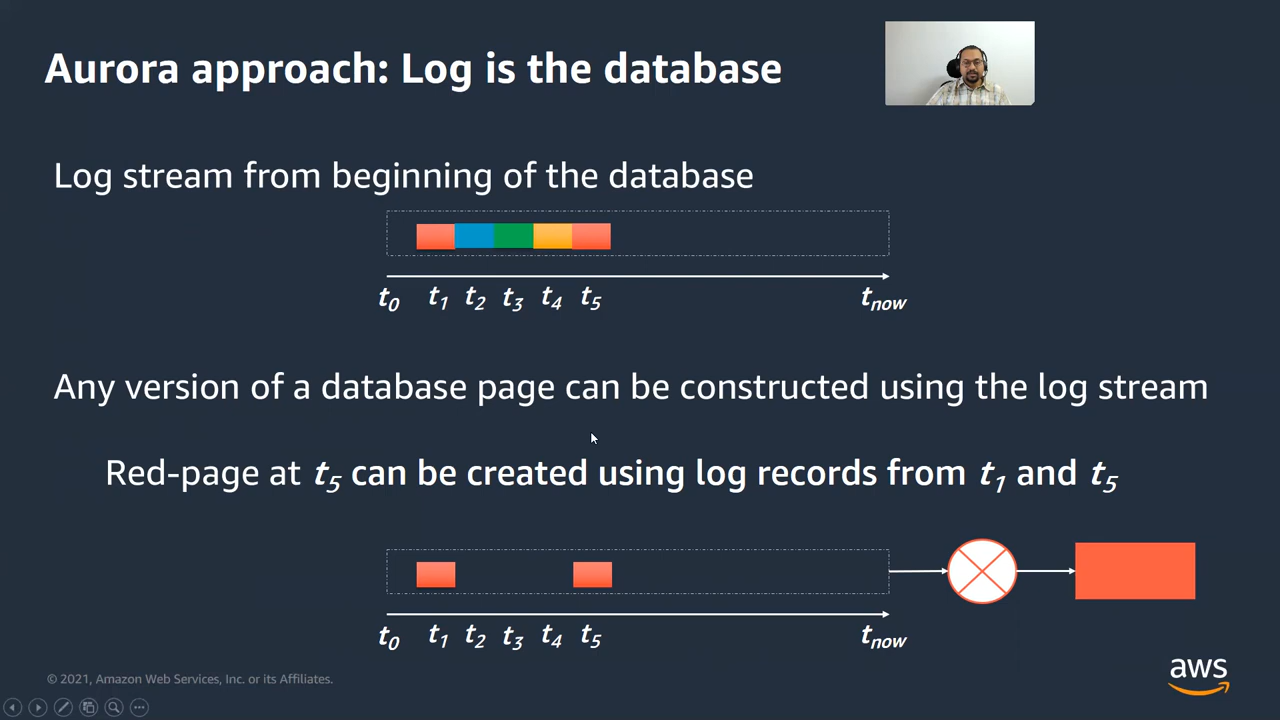 Aurora approach: Log is the database
Log stream from beginning of the database
t0 t1 t2 t3 t4 t5 tnow
Any version of a database page can be constructed using the log stream
Red-page at t5 can be created using log records from t1 and t5
t0 t1 t2 t3 t4 t5 tnow
© 2021, Amazon Web Services, Inc. or its Affiliates.
aws